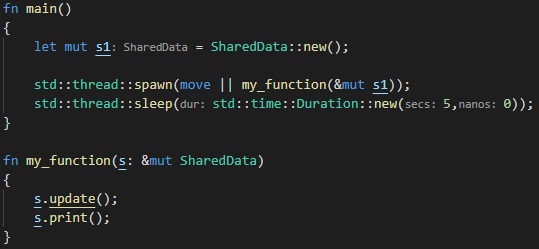 fn main()
{
let mut s1: SharedData = SharedData::new();
std::thread::spawn(move || my_function(&mut s1));
std::thread::sleep(dur: std::time::Duration::new(secs: 5,nanos: 0));
}
fn my_function(s: &mut SharedData)
{
s.update();
s.print();
}